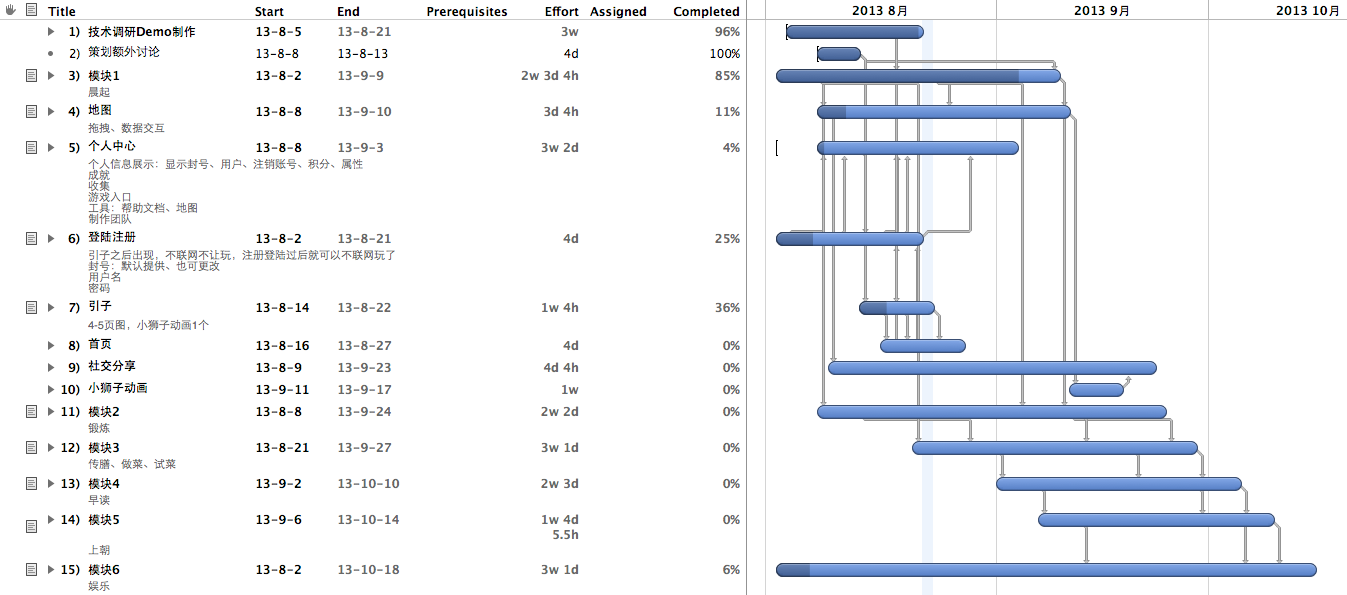 Title Start End Prerequisites Effort Assigned Completed 2013 8月 2013 9月 2013 10月
1) 技术调研Demo制作 13-8-5 13-8-21 3w 96%
2) 策划额外讨论 13-8-8 13-8-13 4d 100%
3) 模块1 13-8-2 13-9-9 2w 3d 4h 85%
晨起
4) 地图 13-8-8 13-9-10 3d 4h 11%
拖拽、数据交互
5) 个人中心 13-8-8 13-9-3 3w 2d 4%
个人信息展示：显示封号、用户、注销账号、积分、属性
成就
收集
游戏入口
工具：帮助文档、地图
制作团队
6) 登陆注册 13-8-2 13-8-21 4d 25%
引子之后出现，不联网不让玩，注册登陆过后就可以不联网玩了
封号：默认提供、也可更改
用户名
密码
7) 引子 13-8-14 13-8-22 1w 4h 36%
4-5页图，小狮子动画1个
8) 首页 13-8-16 13-8-27 4d 0%
9) 社交分享 13-8-9 13-9-23 4d 4h 0%
10) 小狮子动画 13-9-11 13-9-17 1w 0%
11) 模块2 13-8-8 13-9-24 2w 2d 0%
锻炼
12) 模块3 13-8-21 13-9-27 3w 1d 0%
传膳、做菜、试菜
13) 模块4 13-9-2 13-10-10 2w 3d 0%
早读
14) 模块5 13-9-6 13-10-14 1w 4d 0%
5.5h
上朝
15) 模块6 13-8-2 13-10-18 3w 1d 6%
娱乐